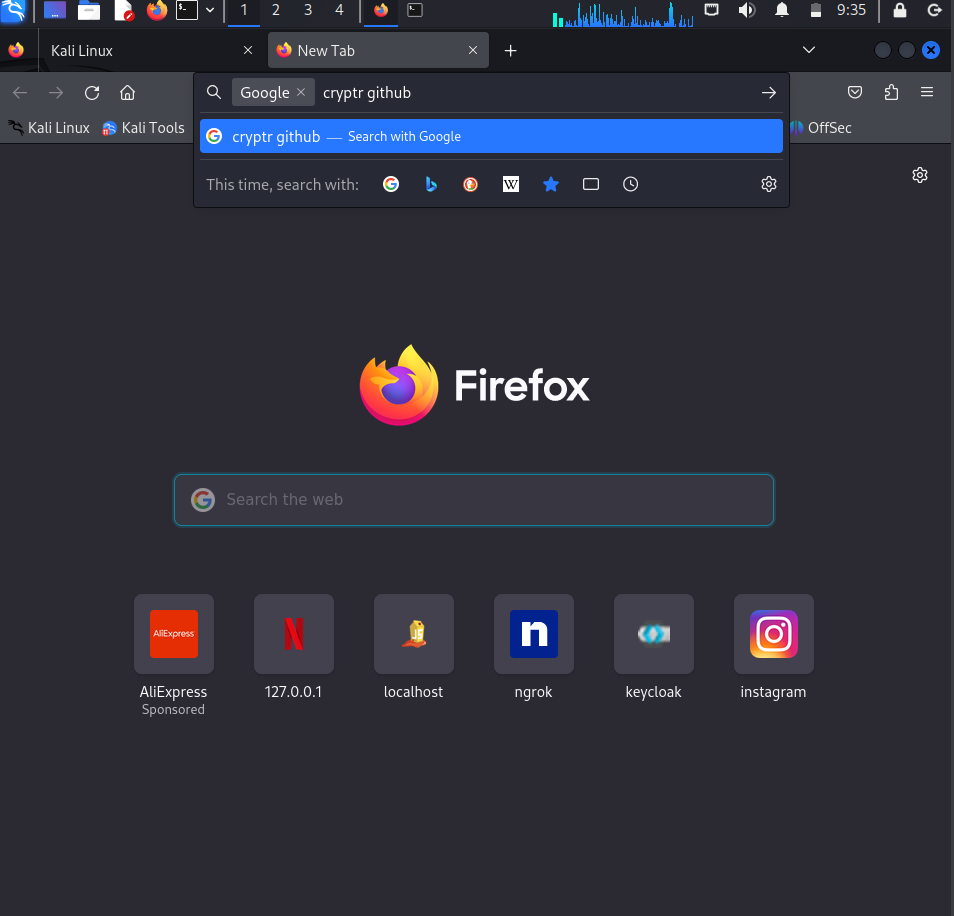 1 2 3 4 9:35
Kali Linux New Tab
Google cryptr github
Kali Linux Kali Tools OffSec
cryptr github — Search with Google
This time, search with: W
Firefox
Search the web
AliExpress N n
AliExpress 127.0.0.1 localhost ngrok keycloak instagram
Sponsored